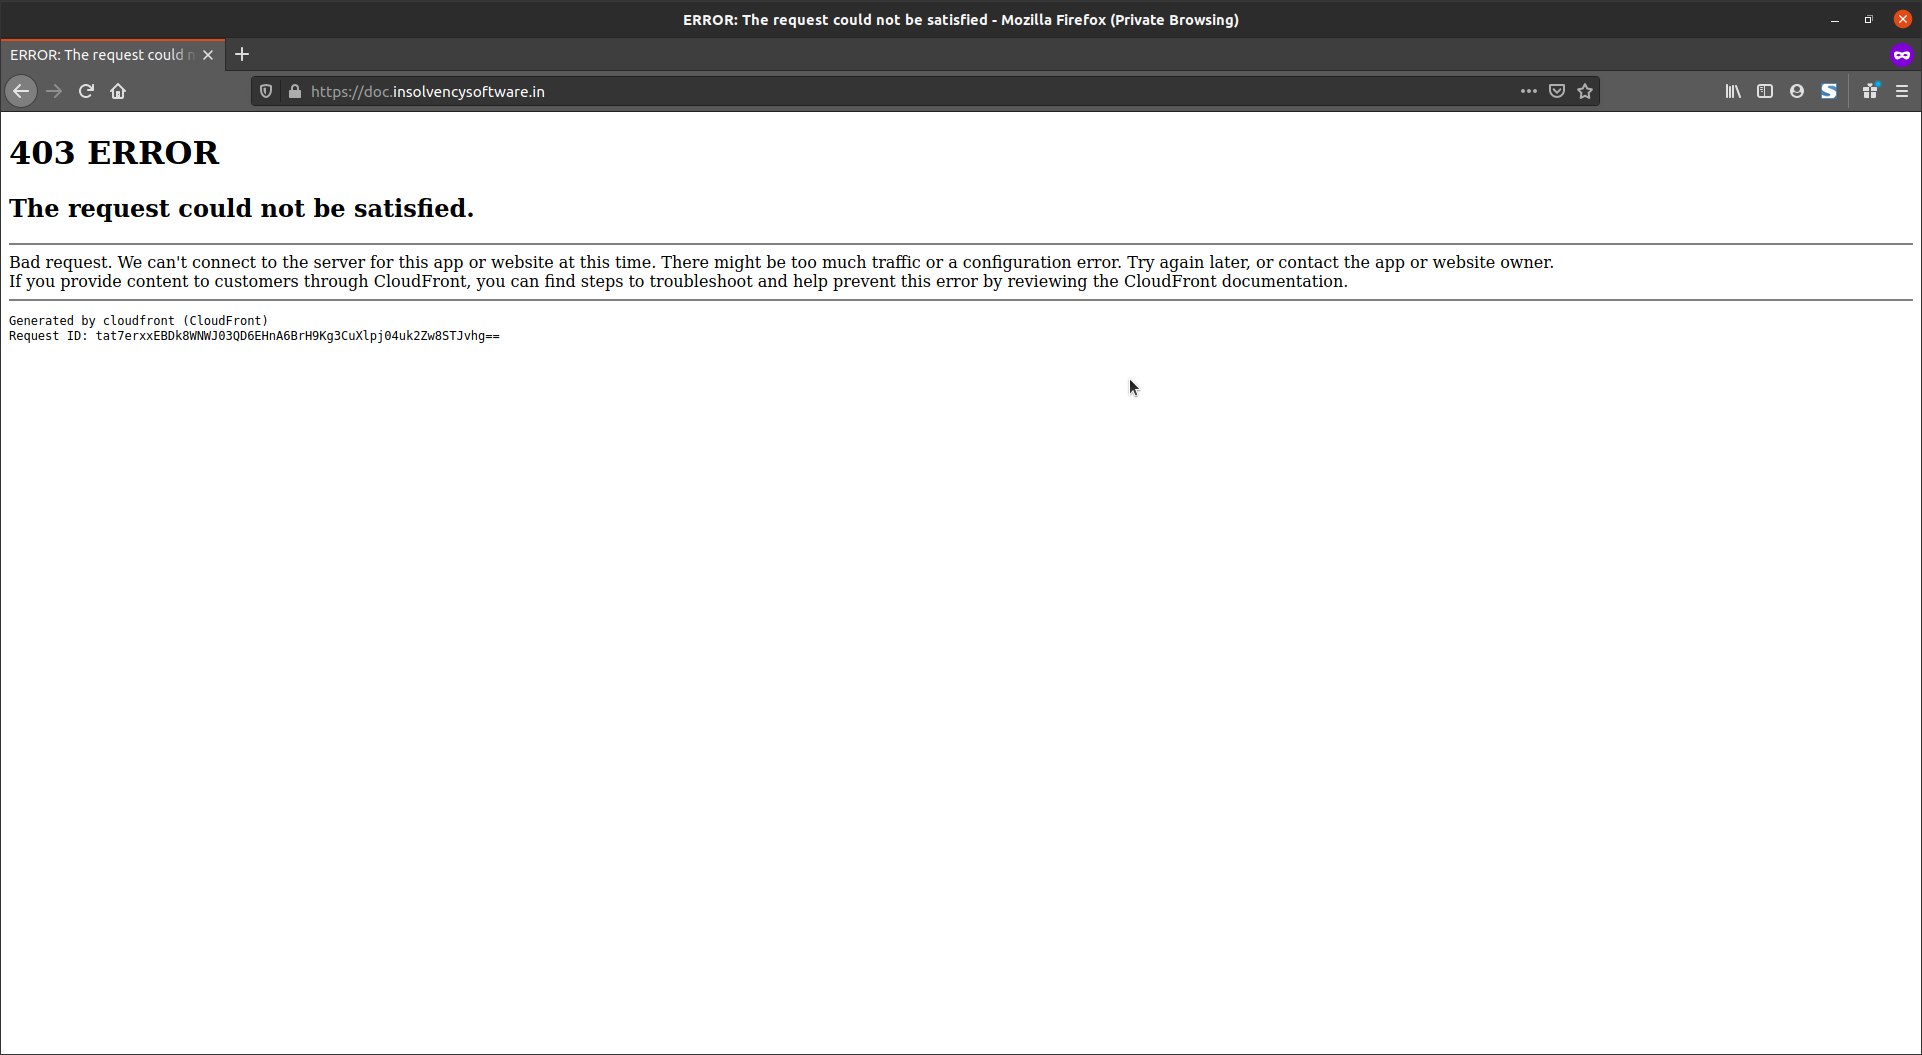 ERROR: The request could not be satisfied - Mozilla Firefox (Private Browsing)
ERROR: The request could n
https://doc.insolvencysoftware.in
403 ERROR
The request could not be satisfied.
Bad request. We can't connect to the server for this app or website at this time. There might be too much traffic or a configuration error. Try again later, or contact the app or website owner.
If you provide content to customers through CloudFront, you can find steps to troubleshoot and help prevent this error by reviewing the CloudFront documentation.
Generated by cloudfront (CloudFront)
Request ID: tat7erxxEBDk8WNWJ03QD6EHnA6BrH9Kg3CuXlpj04uk2Zw8STJvhg==